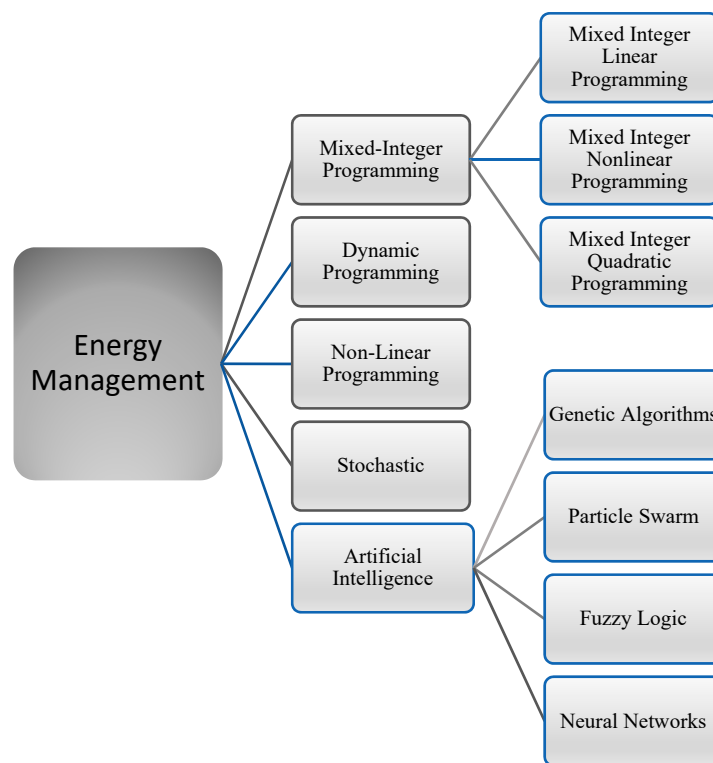 Energy
Management
Mixed-Integer
Programming
Dynamic
Programming
Non-Linear
Programming
Stochastic
Artificial
Intelligence
Mixed Integer
Linear
Programming
Mixed Integer
Nonlinear
Programming
Mixed Integer
Quadratic
Programming
Genetic Algorithms
Particle Swarm
Fuzzy Logic
Neural Networks